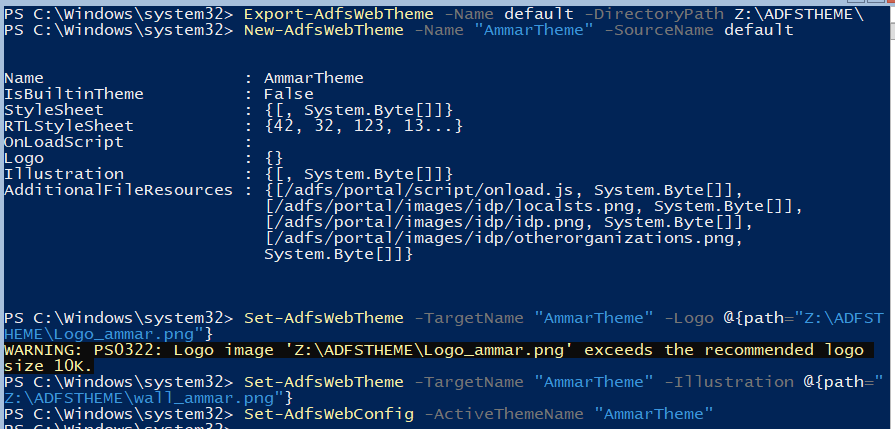 PS C:\Windows\system32> Export-AdfsWebTheme -Name default -DirectoryPath Z:\ADFSTHEME\
PS C:\Windows\system32> New-AdfsWebTheme -Name "AmmarTheme" -SourceName default
Name                   : AmmarTheme
IsBuiltinTheme         : False
StyleSheet             : {[, System.Byte[]]}
RTLStyleSheet          : {42, 32, 123, 13...}
OnLoadScript           :
Logo                   : {}
Illustration           : {[, System.Byte[]]}
AdditionalFileResources : {[/adfs/portal/script/onload.js, System.Byte[]],
[/adfs/portal/images/idp/localsts.png, System.Byte[]],
[/adfs/portal/images/idp/idp.png, System.Byte[]],
[/adfs/portal/images/idp/otherorganizations.png,
System.Byte[]]}
PS C:\Windows\system32> Set-AdfsWebTheme -TargetName "AmmarTheme" -Logo @{path="Z:\ADFST
HEME\Logo_ammar.png"}
WARNING: PS0322: Logo image 'Z:\ADFSTHEME\Logo_ammar.png' exceeds the recommended logo
size 10K.
PS C:\Windows\system32> Set-AdfsWebTheme -TargetName "AmmarTheme" -Illustration @{path="
Z:\ADFSTHEME\wall_ammar.png"}
PS C:\Windows\system32> Set-AdfsWebConfig -ActiveThemeName "AmmarTheme"
PS C:\Windows\system32>